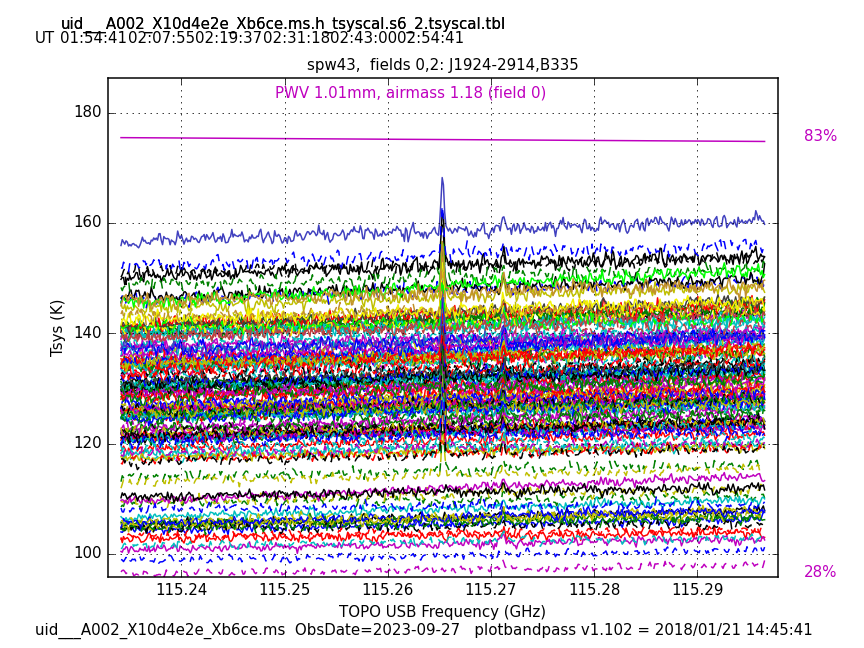 uid___A002_X10d4e2e_Xb6ce.ms.h_tsyscal.s6_2.tsyscal.tbl
UT 01:54:41 02:07:55 02:19:37 02:31:18 02:43:00 02:54:41
spw43, fields 0,2: J1924-2914,B335
PWV 1.01mm, airmass 1.18 (field 0)
83%
180
160
140
120
100
Tsys (K)
28%
115.24 115.25 115.26 115.27 115.28 115.29
TOPO USB Frequency (GHz)
uid___A002_X10d4e2e_Xb6ce.ms ObsDate=2023-09-27 plotbandpass v1.102 = 2018/01/21 14:45:41